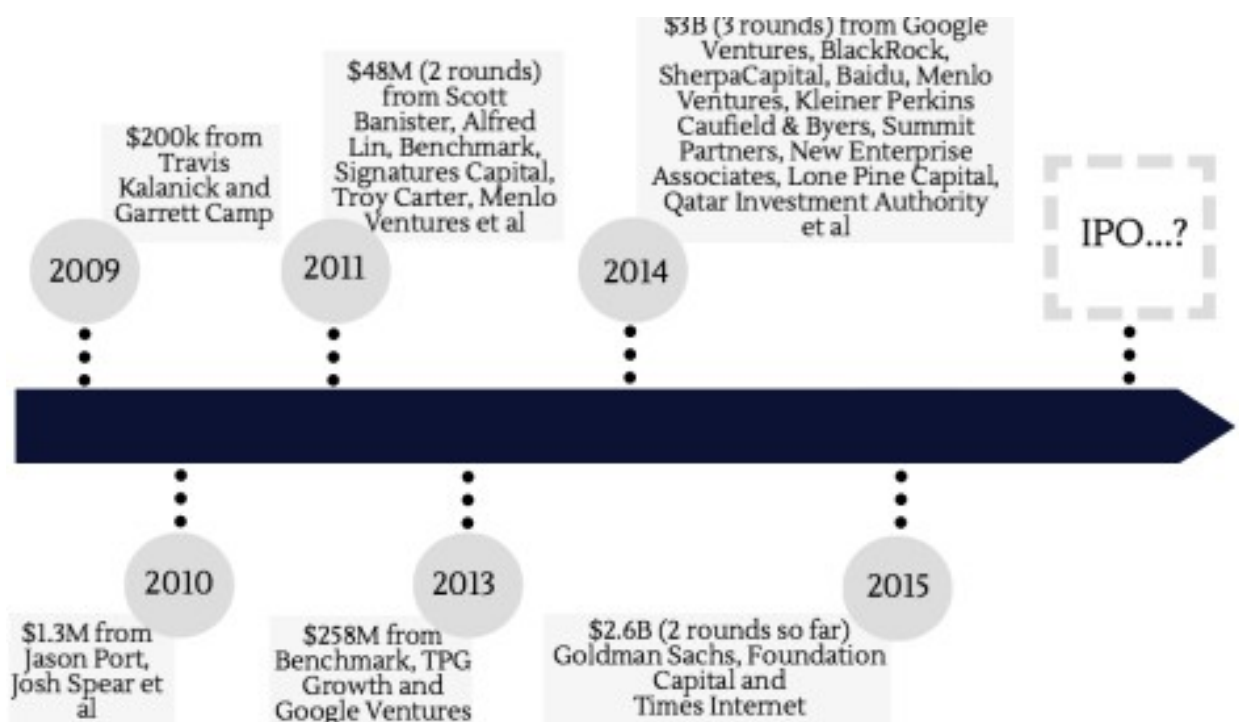 $200k from
Travis
Kalanick and
Garrett Camp
2009
$48M (2 rounds)
from Scott
Banister, Alfred
Lin, Benchmark,
Signatures Capital,
Troy Carter, Menlo
Ventures et al
2011
$3B (3 rounds) from Google
Ventures, BlackRock,
SherpaCapital, Baidu, Menlo
Ventures, Kleiner Perkins
Caufield & Byers, Summit
Partners, New Enterprise
Associates, Lone Pine Capital,
Qatar Investment Authority
et al
2014
IPO...?
2010
$1.3M from
Jason Port,
Josh Spear et
al
2013
$258M from
Benchmark, TPG
Growth and
Google Ventures
2015
$2.6B (2 rounds so far)
Goldman Sachs, Foundation
Capital and
Times Internet